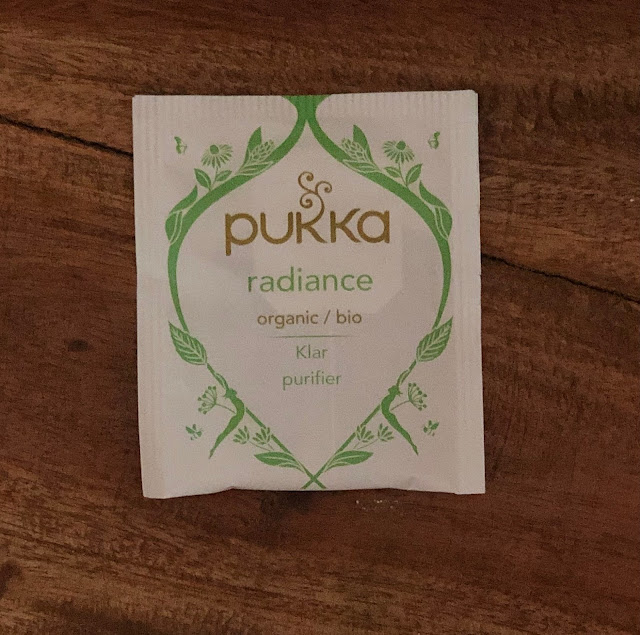 pukka
radiance
organic / bio
Klar
purifier